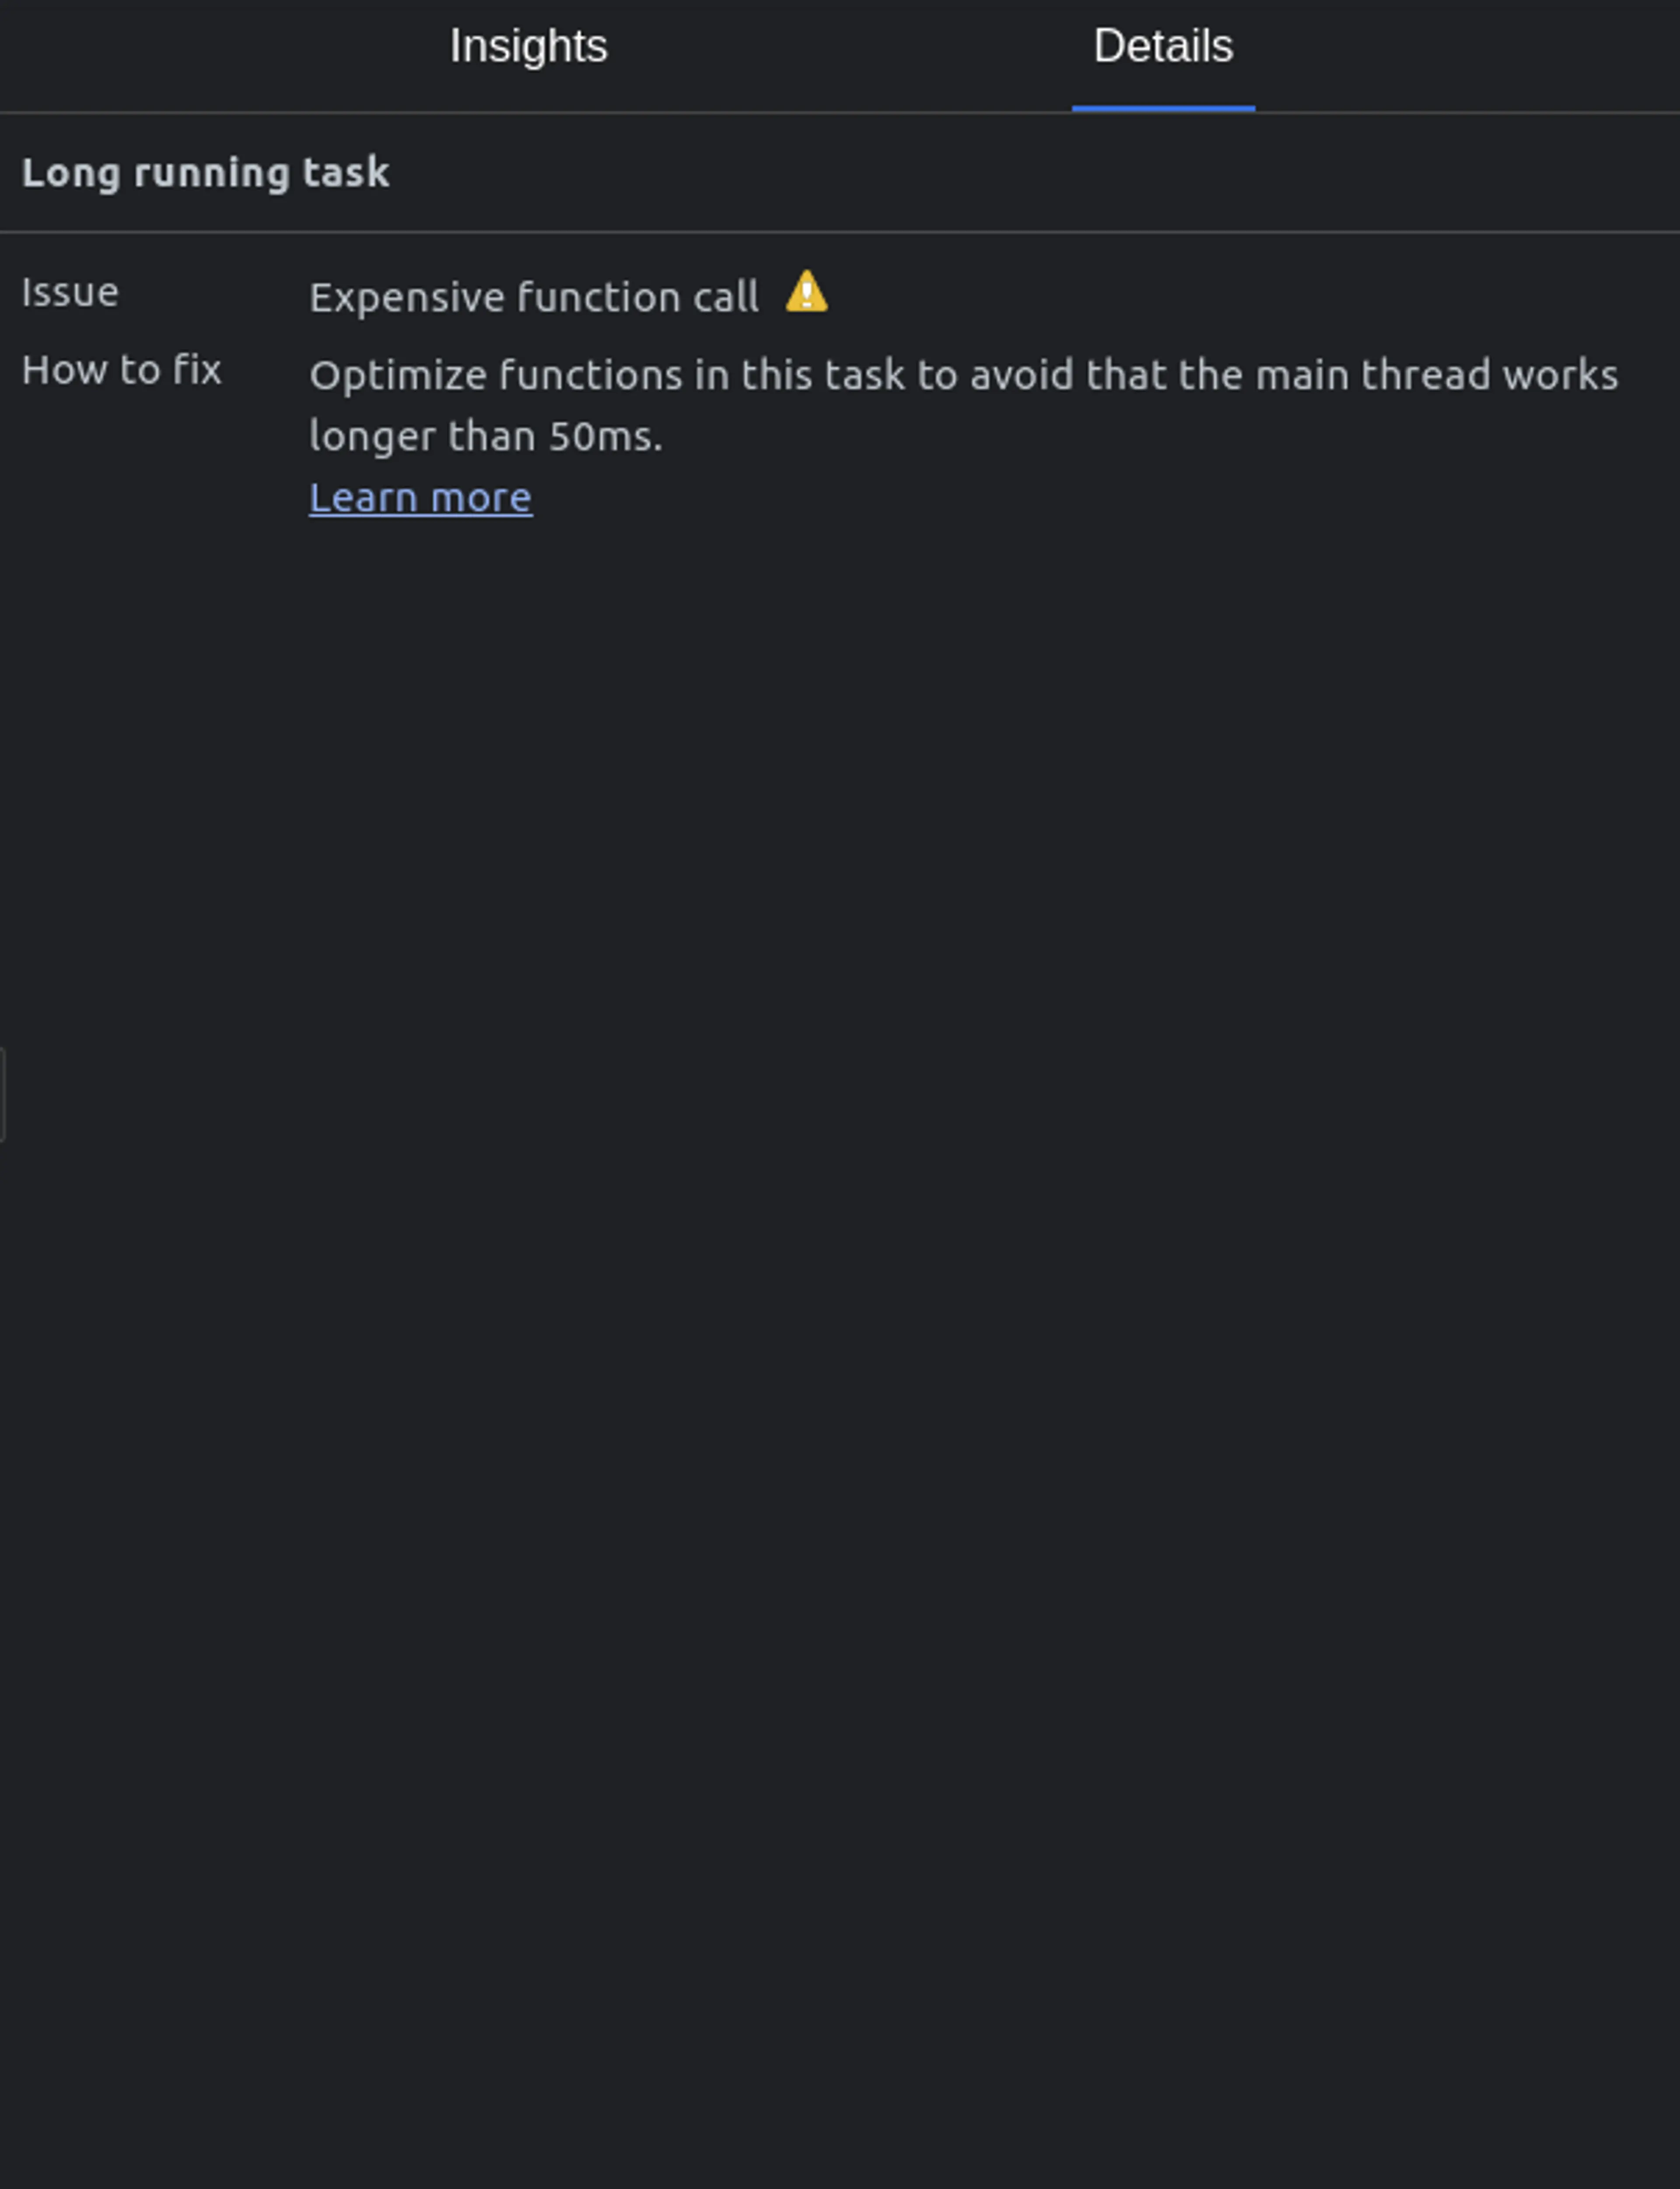 Insights Details
Long running task
Issue Expensive function call
How to fix Optimize functions in this task to avoid that the main thread works
longer than 50ms.
Learn more